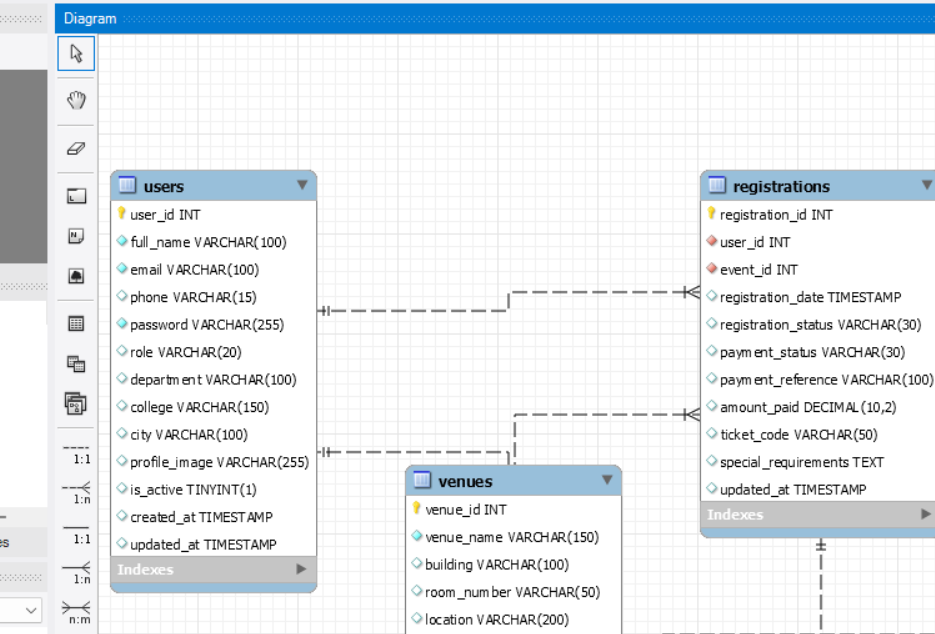 Diagram
users
user_id INT
full_name VARCHAR(100)
email VARCHAR(100)
phone VARCHAR(15)
password VARCHAR(255)
role VARCHAR(20)
department VARCHAR(100)
college VARCHAR(150)
city VARCHAR(100)
profile_image VARCHAR(255)
is_active TINYINT(1)
created_at TIMESTAMP
updated_at TIMESTAMP
Indexes
venues
venue_id INT
venue_name VARCHAR(150)
building VARCHAR(100)
room_number VARCHAR(50)
location VARCHAR(200)
registrations
registration_id INT
user_id INT
event_id INT
registration_date TIMESTAMP
registration_status VARCHAR(30)
payment_status VARCHAR(30)
payment_reference VARCHAR(100)
amount_paid DECIMAL(10,2)
ticket_code VARCHAR(50)
special_requirements TEXT
updated_at TIMESTAMP
Indexes
1:1
1:n
1:1
1:n
n:m